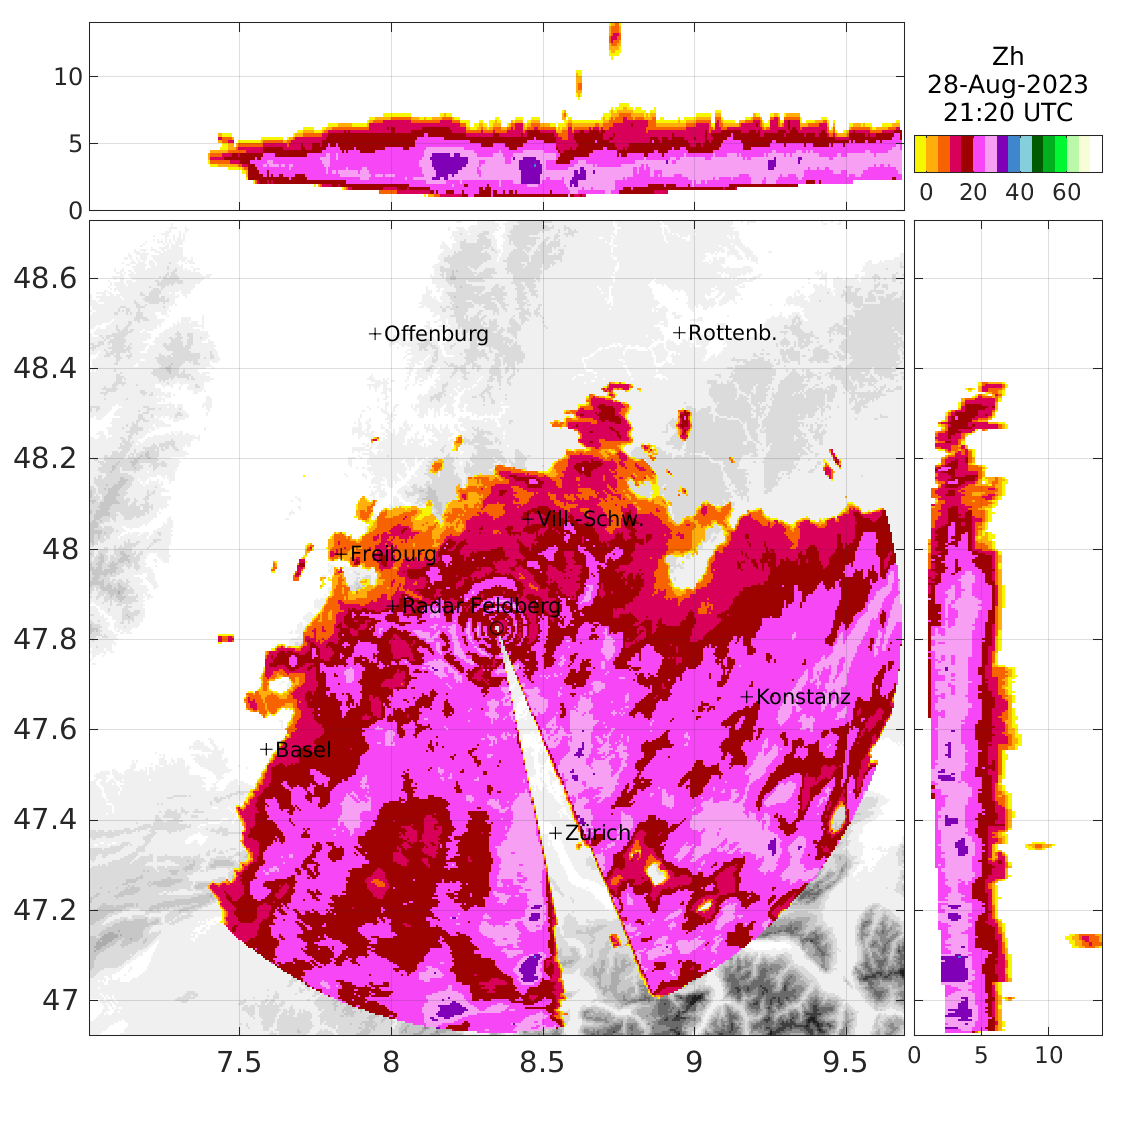 10
5
0
Zh
28-Aug-2023
21:20 UTC
0 20 40 60
48.6
48.4
48.2
48
47.8
47.6
47.4
47.2
47
+Offenburg
+Rottenb.
+Vill.-Schw.
+Freiburg
+Radar Feldberg
+Konstanz
+Basel
+Zürich
7.5 8 8.5 9 9.5
0 5 10